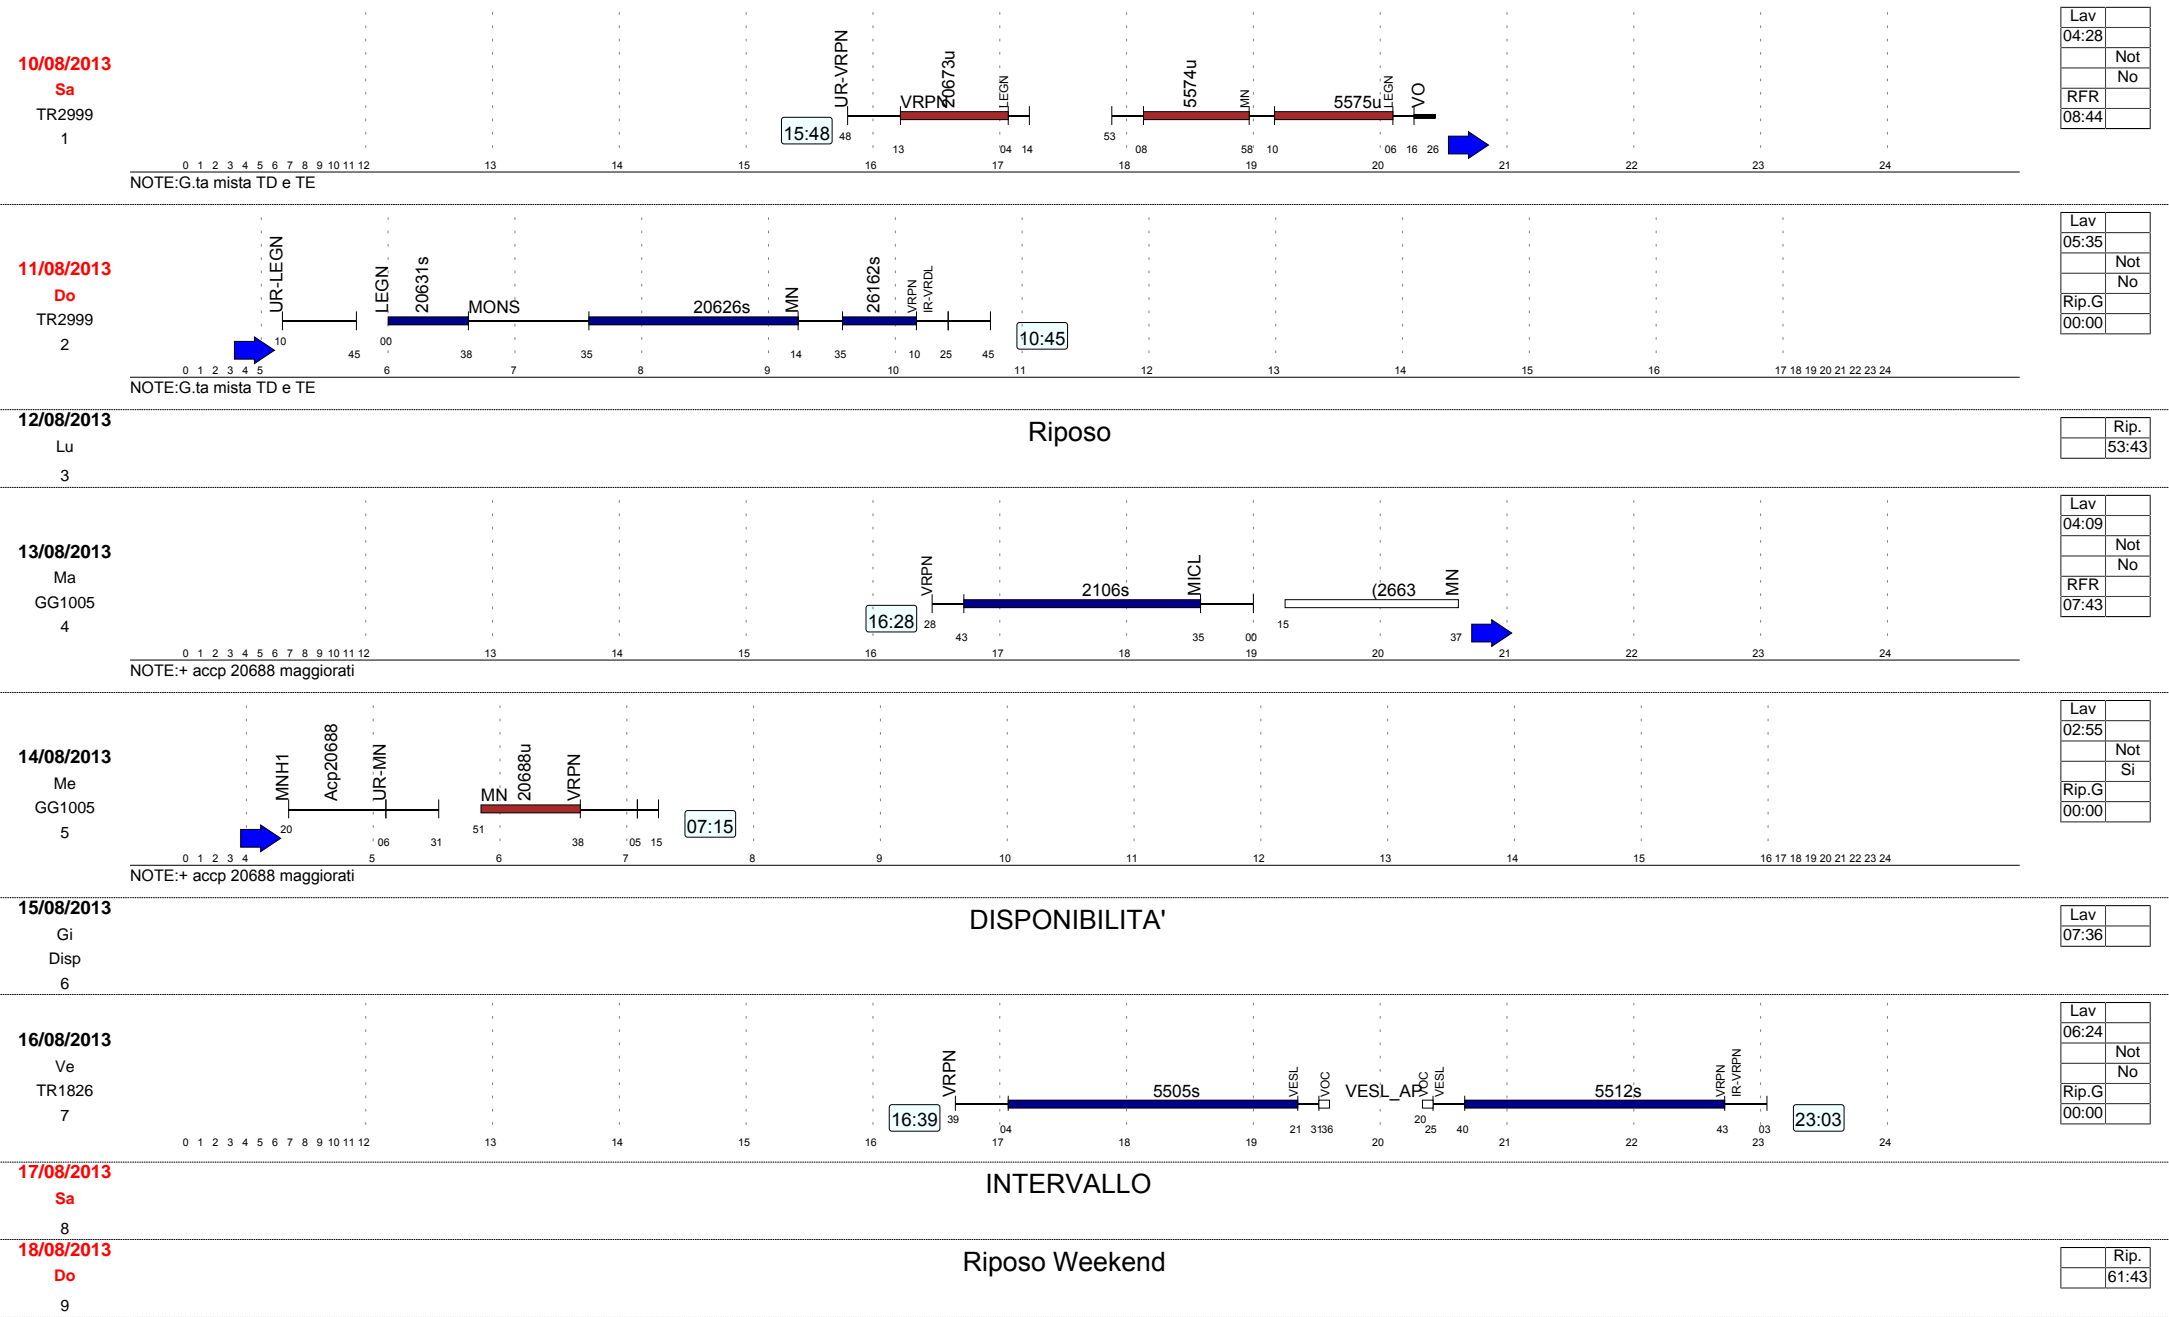 10/08/2013
Sa
TR2999
1
UR-VRPN
VRPN
20673u
LEGN
5574u
MN
5575u
LEGN
VO
15:48
48
13
04
14
53
08
58
10
06
16
26
0 1 2 3 4 5 6 7 8 9 10 11 12 13 14 15 16 17 18 19 20 21 22 23 24
NOTE:G.ta mista TD e TE
Lav
04:28
Not
No
RFR
08:44
11/08/2013
Do
TR2999
2
UR-LEGN
LEGN
20631s
MONS
20626s
MN
26162s
VRPN
IR-VRDL
10
45
00
38
35
14
35
10
25
45
10:45
0 1 2 3 4 5 6 7 8 9 10 11 12 13 14 15 16 17 18 19 20 21 22 23 24
NOTE:G.ta mista TD e TE
Lav
05:35
Not
No
Rip.G
00:00
12/08/2013
Lu
3
Riposo
Rip.
53:43
13/08/2013
Ma
GG1005
4
VRPN
2106s
MICL
(2663
MN
16:28
28
43
35
00
15
37
0 1 2 3 4 5 6 7 8 9 10 11 12 13 14 15 16 17 18 19 20 21 22 23 24
NOTE:+ accp 20688 maggiorati
Lav
04:09
Not
No
RFR
07:43
14/08/2013
Me
GG1005
5
MNH1
Acp20688
UR-MN
MN
20688u
VRPN
20
06
31
51
38
05
15
07:15
0 1 2 3 4 5 6 7 8 9 10 11 12 13 14 15 16 17 18 19 20 21 22 23 24
NOTE:+ accp 20688 maggiorati
Lav
02:55
Not
Si
Rip.G
00:00
15/08/2013
Gi
Disp
6
DISPONIBILITA'
Lav
07:36
16/08/2013
Ve
TR1826
7
VRPN
5505s
VESL
VOC
VESL_AP
VOC
VESL
5512s
VRPN
IR-VRPN
16:39
39
04
21
31
36
20
25
40
43
03
23:03
0 1 2 3 4 5 6 7 8 9 10 11 12 13 14 15 16 17 18 19 20 21 22 23 24
Lav
06:24
Not
No
Rip.G
00:00
17/08/2013
Sa
8
INTERVALLO
18/08/2013
Do
9
Riposo Weekend
Rip.
61:43